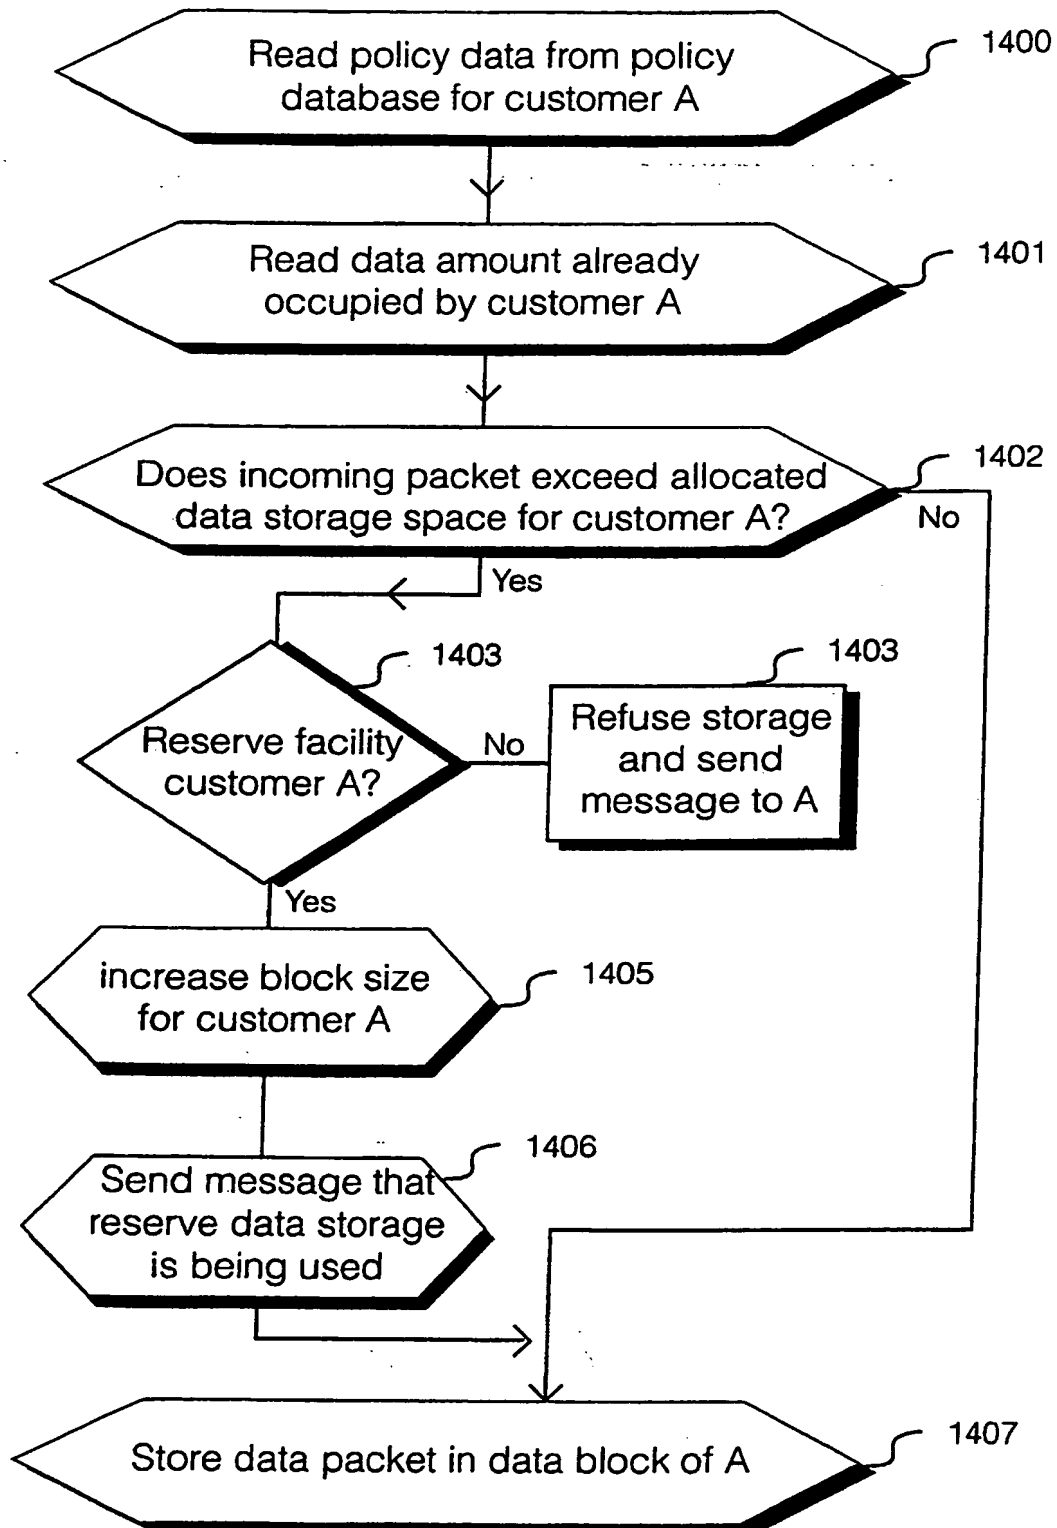 Read policy data from policy
database for customer A
1400
Read data amount already
occupied by customer A
1401
Does incoming packet exceed allocated
data storage space for customer A?
1402
No
Yes
1403
Reserve facility
customer A?
No
1403
Refuse storage
and send
message to A
Yes
increase block size
for customer A
1405
Send message that
reserve data storage
is being used
1406
Store data packet in data block of A
1407